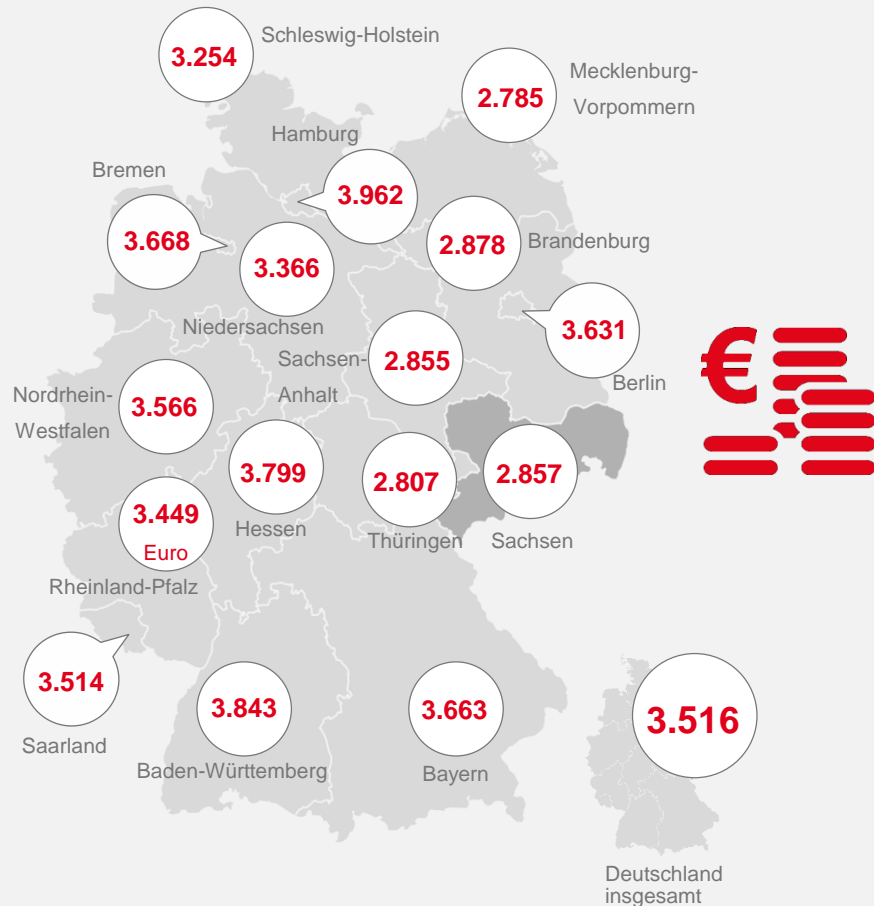 Schleswig-Holstein
3.254
Mecklenburg-
Vorpommern
2.785
Hamburg
3.962
Bremen
3.668
3.366
Niedersachsen
2.878
Brandenburg
3.631
Berlin
Sachsen-
Anhalt
2.855
€
Nordrhein-
Westfalen
3.566
3.799
Hessen
2.807
Thüringen
2.857
Sachsen
3.449
Euro
Rheinland-Pfalz
3.514
Saarland
3.843
Baden-Württemberg
3.663
Bayern
3.516
Deutschland
insgesamt